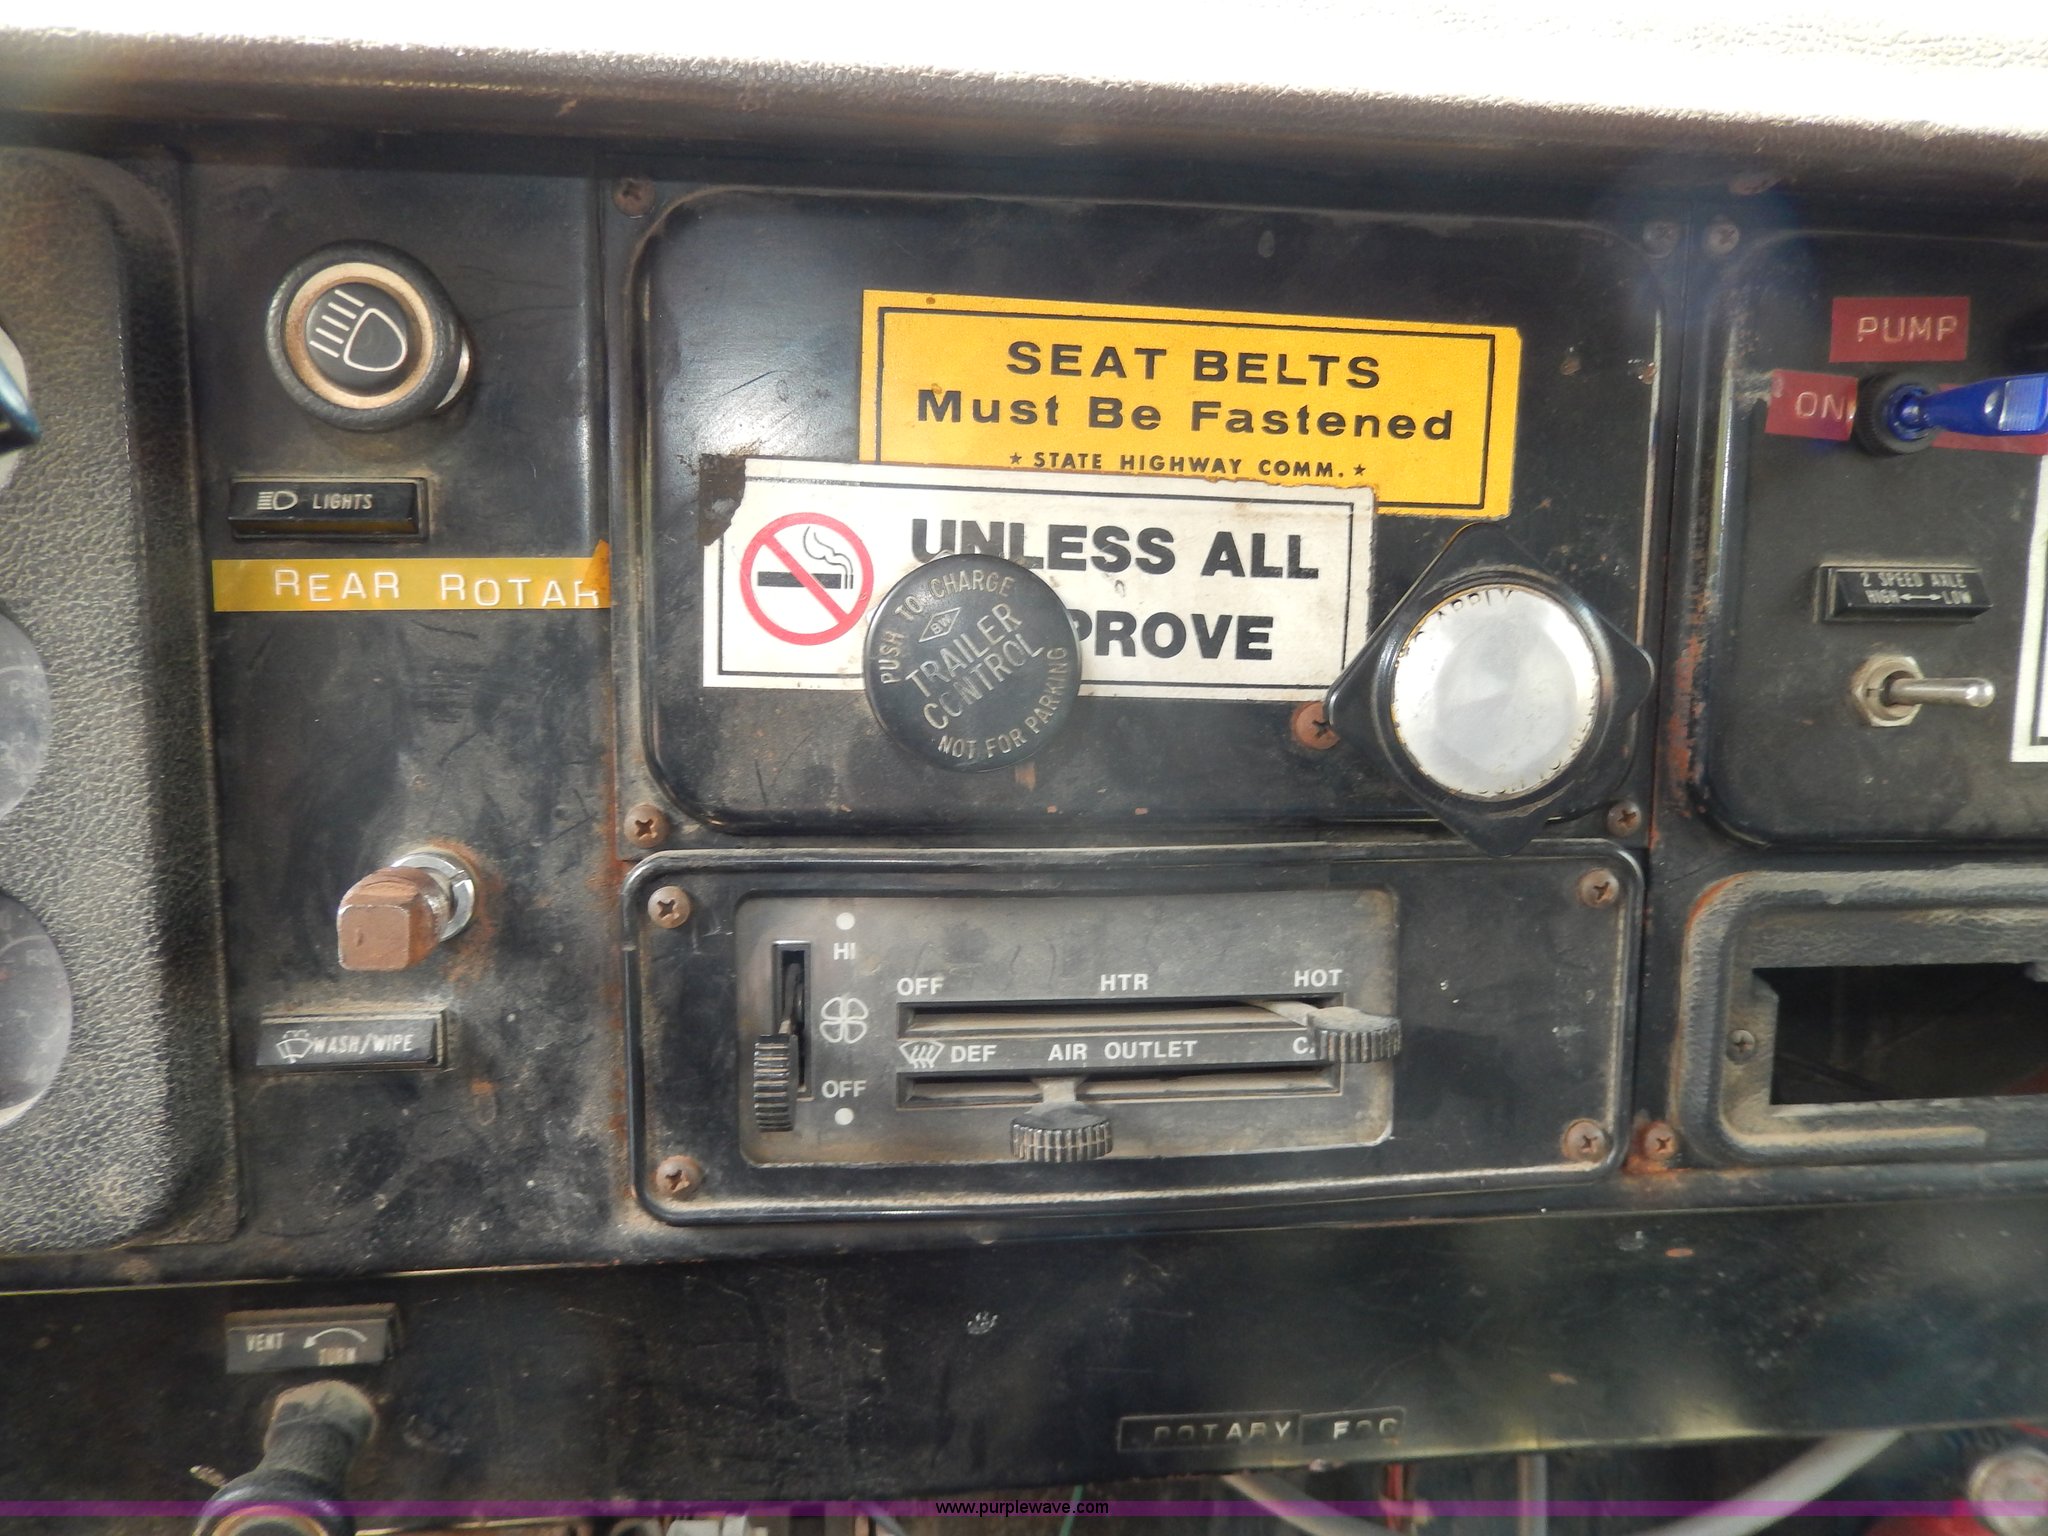 SEAT BELTS
Must Be Fastened
★ STATE HIGHWAY COMM. ★
UNLESS ALL
PROVE
PUSH TO CHARGE
BW
TRAILER
CONTROL
NOT FOR PARKING
APPLY
PUMP
ON
2 SPEED AXLE
HIGH ←→ LOW
LIGHTS
REAR ROTAR
WASH/WIPE
HI
OFF
OFF HTR HOT
DEF AIR OUTLET
VENT
TURN
ROTARY
www.purplewave.com